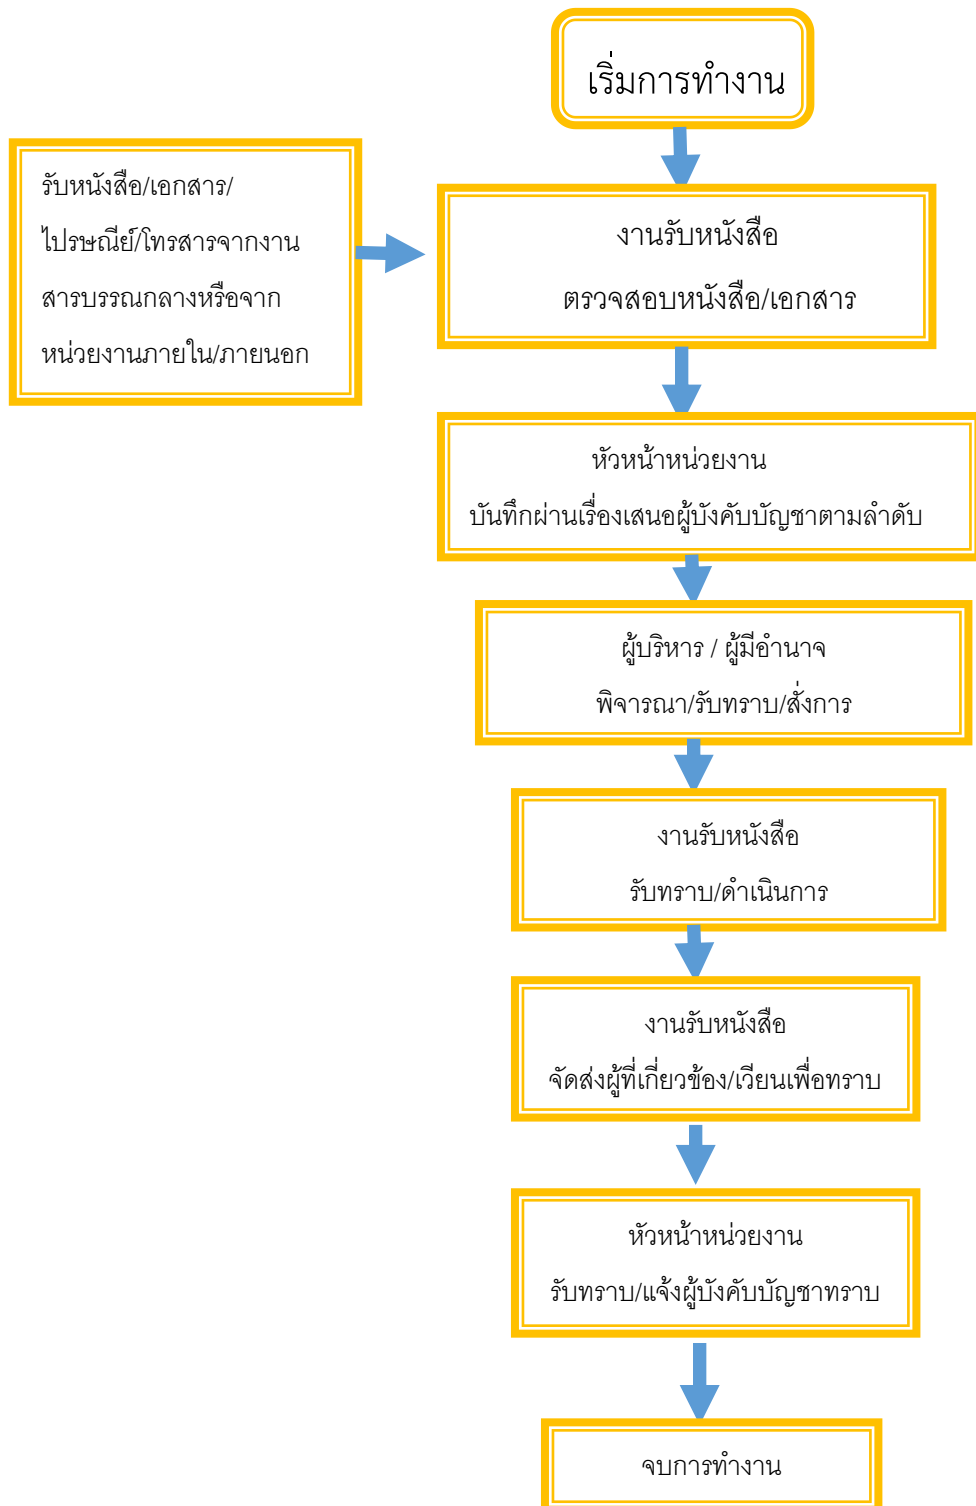 เริ่มการทำงาน
รับหนังสือ/เอกสาร/
ไปรษณีย์/โทรสารจากงาน
สารบรรณกลางหรือจาก
หน่วยงานภายใน/ภายนอก
งานรับหนังสือ
ตรวจสอบหนังสือ/เอกสาร
หัวหน้าหน่วยงาน
บันทึกผ่านเรื่องเสนอผู้บังคับบัญชาตามลำดับ
ผู้บริหาร / ผู้มีอำนาจ
พิจารณา/รับทราบ/สั่งการ
งานรับหนังสือ
รับทราบ/ดำเนินการ
งานรับหนังสือ
จัดส่งผู้ที่เกี่ยวข้อง/เวียนเพื่อทราบ
หัวหน้าหน่วยงาน
รับทราบ/แจ้งผู้บังคับบัญชาทราบ
จบการทำงาน